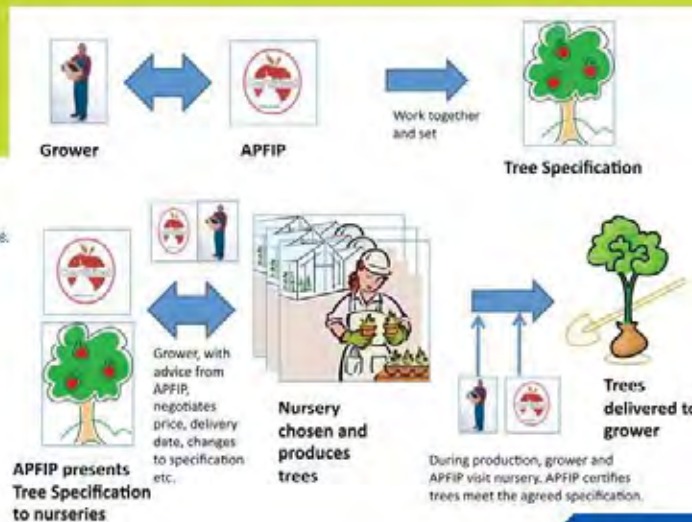 Grower
APFIP
Work together
and set
Tree Specification
Grower, with
advice from
APFIP,
negotiates
price, delivery
date, changes
to specification
etc.
APFIP presents
Tree Specification
to nurseries
Nursery
chosen and
produces
trees
Trees
delivered to
grower
During production, grower and
APFIP visit nursery. APFIP certifies
trees meet the agreed specification.